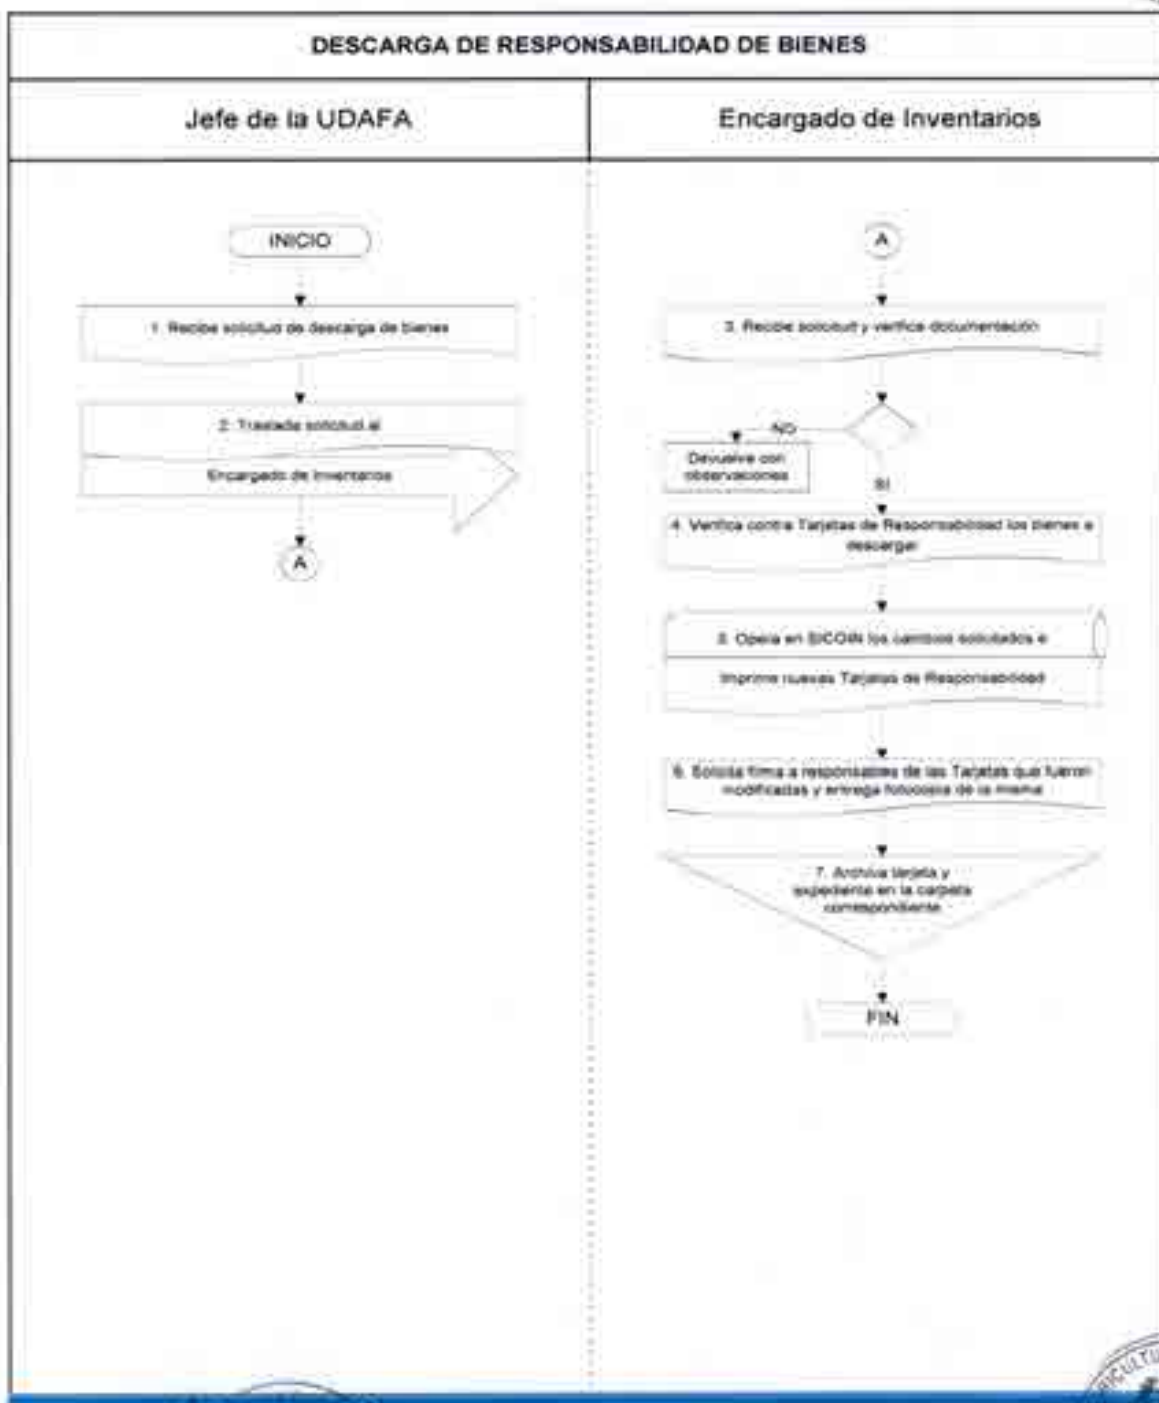 DESCARGA DE RESPONSABILIDAD DE BIENES
Jefe de la UDAFA
Encargado de Inventarios
INICIO
1. Recibe solicitud de descarga de bienes
2. Traslada solicitud al
Encargado de Inventarios
A
A
3. Recibe solicitud y verifica documentación
NO
Devuelve con
observaciones
SI
4. Verifica contra Tarjetas de Responsabilidad los bienes a
descargar
5. Opera en SICOIN los cambios solicitados e
imprime nuevas Tarjetas de Responsabilidad
6. Solicita firma a responsables de las Tarjetas que fueron
modificadas y entrega fotocopia de la misma
7. Archiva tarjeta y
expediente en la carpeta
correspondiente
FIN